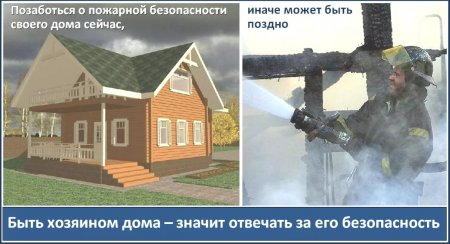 Позаботься о пожарной безопасности
своего дома сейчас,
иначе может быть
поздно
Быть хозяином дома – значит отвечать за его безопасность